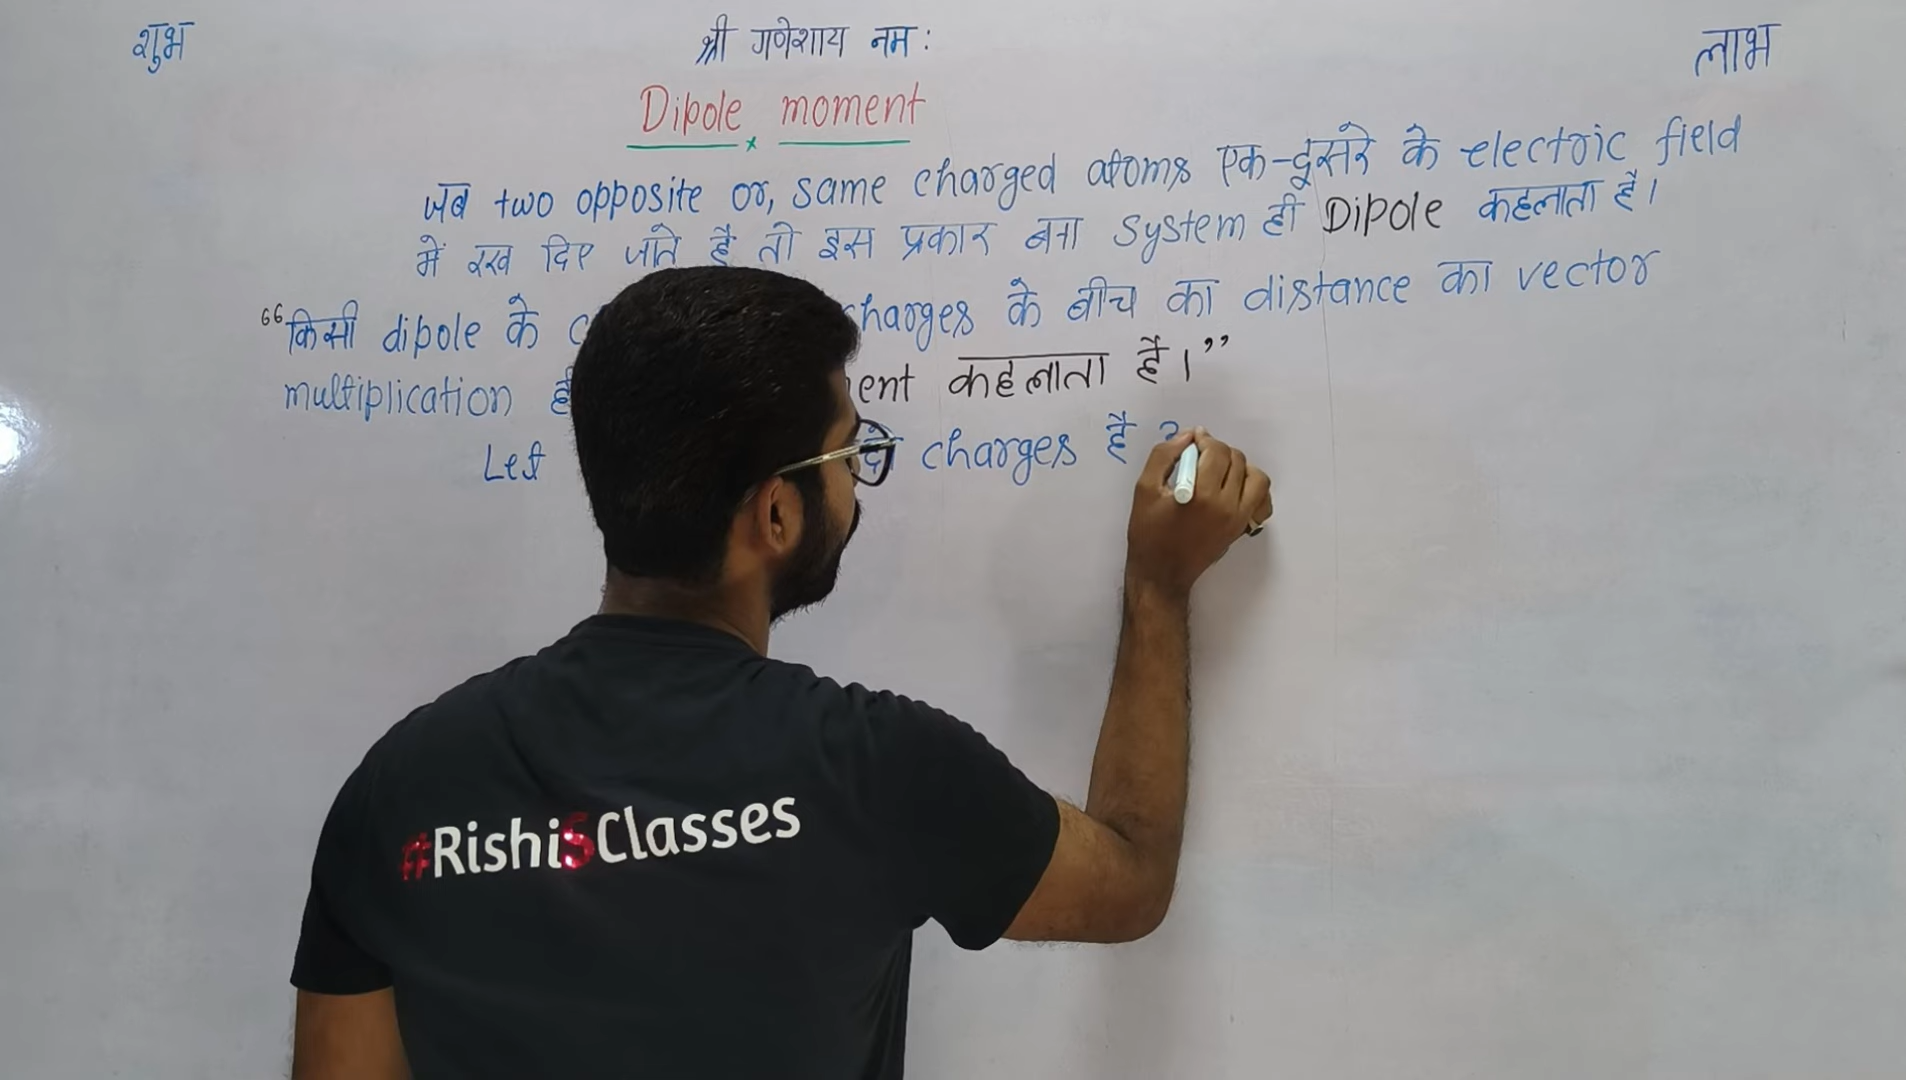 शुभ श्री गणेशाय नमः लाभ
Dipole moment
जब two opposite or, same charged atoms एक-दूसरे के electric field
में रख दिए जाते है तो इस प्रकार बना system ही Dipole कहलाता है।
“किसी dipole के charges के बीच का distance का vector
multiplication कहलाता है।”
Let दो charges है
#RishiSClasses